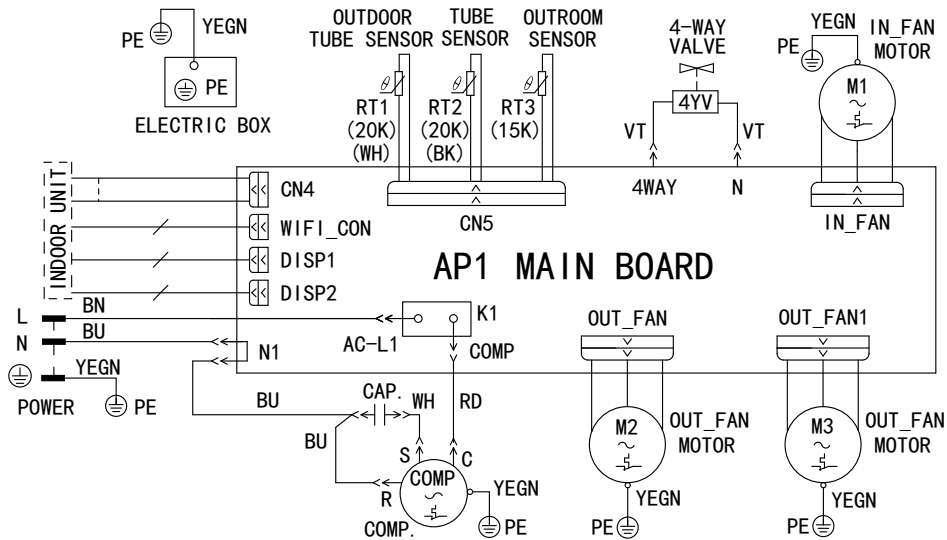 PE
YEGN
PE
ELECTRIC BOX
OUTDOOR
TUBE SENSOR
TUBE
SENSOR
OUTROOM
SENSOR
θ
RT1
(20K)
(WH)
θ
RT2
(20K)
(BK)
θ
RT3
(15K)
4-WAY
VALVE
4YV
VT
VT
4WAY
N
YEGN
PE
IN_FAN
MOTOR
M1
IN_FAN
INDOOR UNIT
CN4
WIFI_CON
DISP1
DISP2
CN5
AP1 MAIN BOARD
L
BN
N
BU
YEGN
POWER
PE
AC-L1
K1
COMP
N1
BU
CAP.
WH
RD
BU
S
C
R
COMP
COMP.
YEGN
PE
OUT_FAN
M2
OUT_FAN
MOTOR
YEGN
PE
OUT_FAN1
M3
OUT_FAN
MOTOR
YEGN
PE